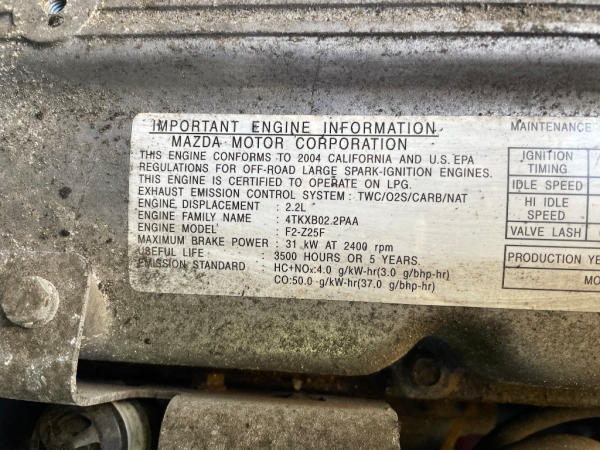 IMPORTANT ENGINE INFORMATION
MAZDA MOTOR CORPORATION
THIS ENGINE CONFORMS TO 2004 CALIFORNIA AND U.S. EPA
REGULATIONS FOR OFF-ROAD LARGE SPARK-IGNITION ENGINES.
THIS ENGINE IS CERTIFIED TO OPERATE ON LPG.
EXHAUST EMISSION CONTROL SYSTEM : TWC/O2S/CARB/NAT
ENGINE DISPLACEMENT : 2.2L
ENGINE FAMILY NAME : 4TKXB02.2PAA
ENGINE MODEL : F2-Z25F
MAXIMUM BRAKE POWER : 31 kW AT 2400 rpm
USEFUL LIFE : 3500 HOURS OR 5 YEARS.
EMISSION STANDARD : HC+NOx:4.0 g/kW-hr(3.0 g/bhp-hr)
CO:50.0 g/kW-hr(37.0 g/bhp-hr)
MAINTENANCE
IGNITION
TIMING
IDLE SPEED
HI IDLE
SPEED
VALVE LASH
PRODUCTION YE
MO